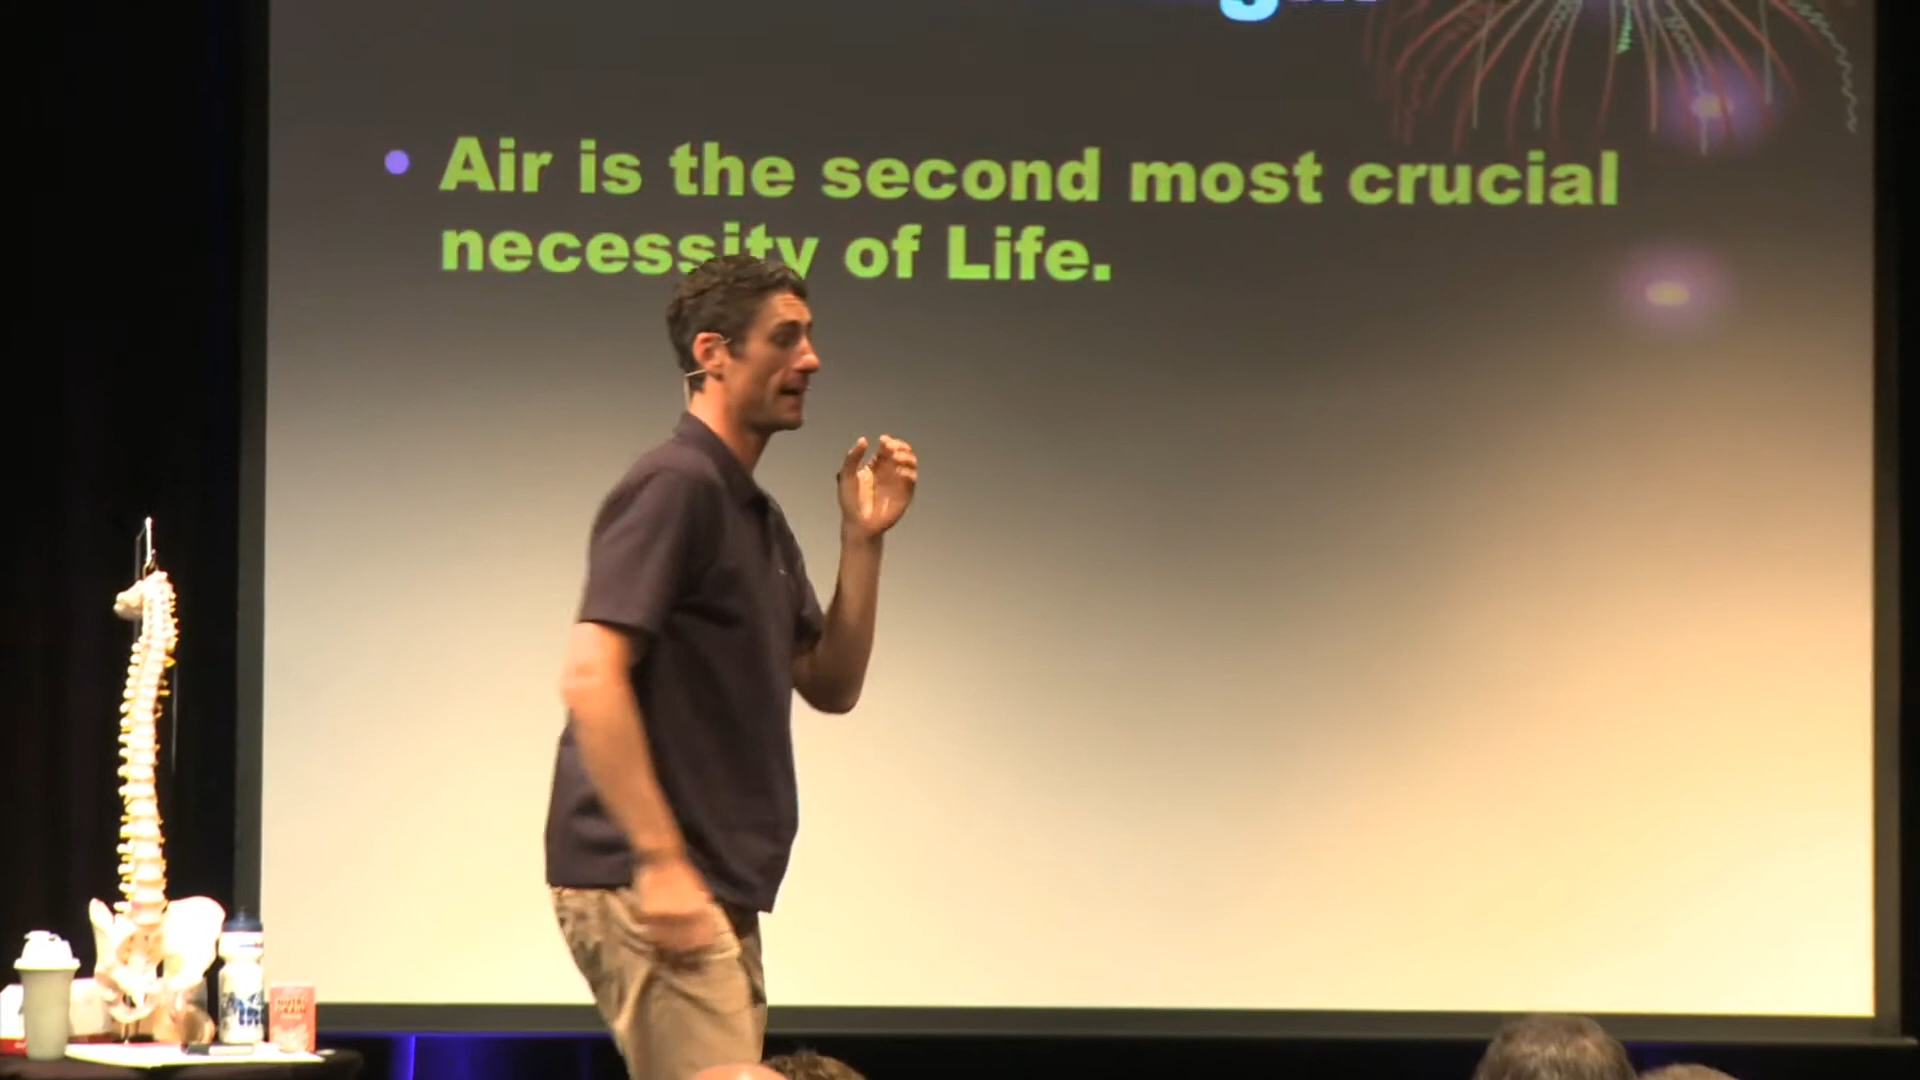 Air is the second most crucial
necessity of Life.